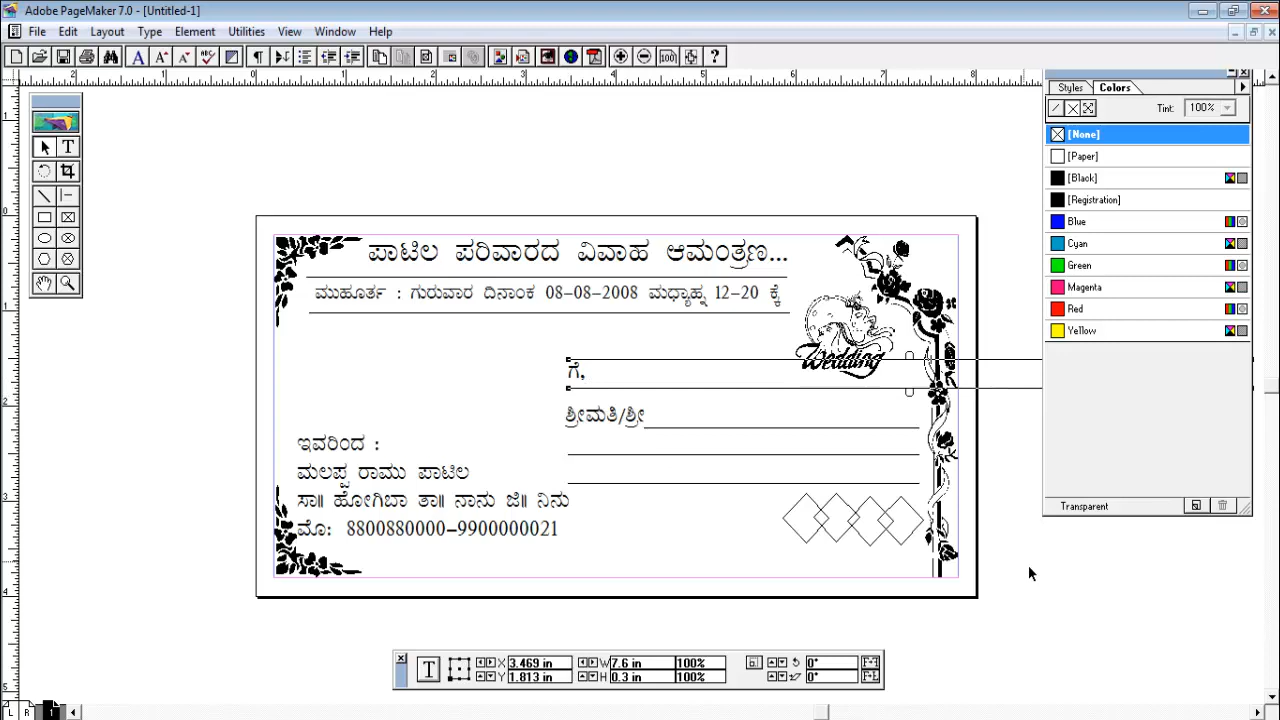 Adobe PageMaker 7.0 - [Untitled-1]
File Edit Layout Type Element Utilities View Window Help
Styles Colors
Tint: 100%
[None]
[Paper]
[Black]
[Registration]
Blue
Cyan
Green
Magenta
Red
Yellow
Transparent
ಪಾಟಿಲ ಪರಿವಾರದ ವಿವಾಹ ಆಮಂತ್ರಣ...
ಮುಹೂರ್ತ : ಗುರುವಾರ ದಿನಾಂಕ 08-08-2008 ಮಧ್ಯಾಹ್ನ 12-20 ಕ್ಕೆ
Wedding
ಗೆ,
ಶ್ರೀಮತಿ/ಶ್ರೀ
ಇವರಿಂದ :
ಮಲಪ್ಪ ರಾಮು ಪಾಟಿಲ
ಸಾ॥ ಹೋಗಿಬಾ ತಾ॥ ನಾನು ಜಿ॥ ನಿನು
ಮೊ: 8800880000-9900000021
X 3.469 in W 7.6 in 100% 0°
Y 1.813 in H 0.3 in 100% 0°
L R 1